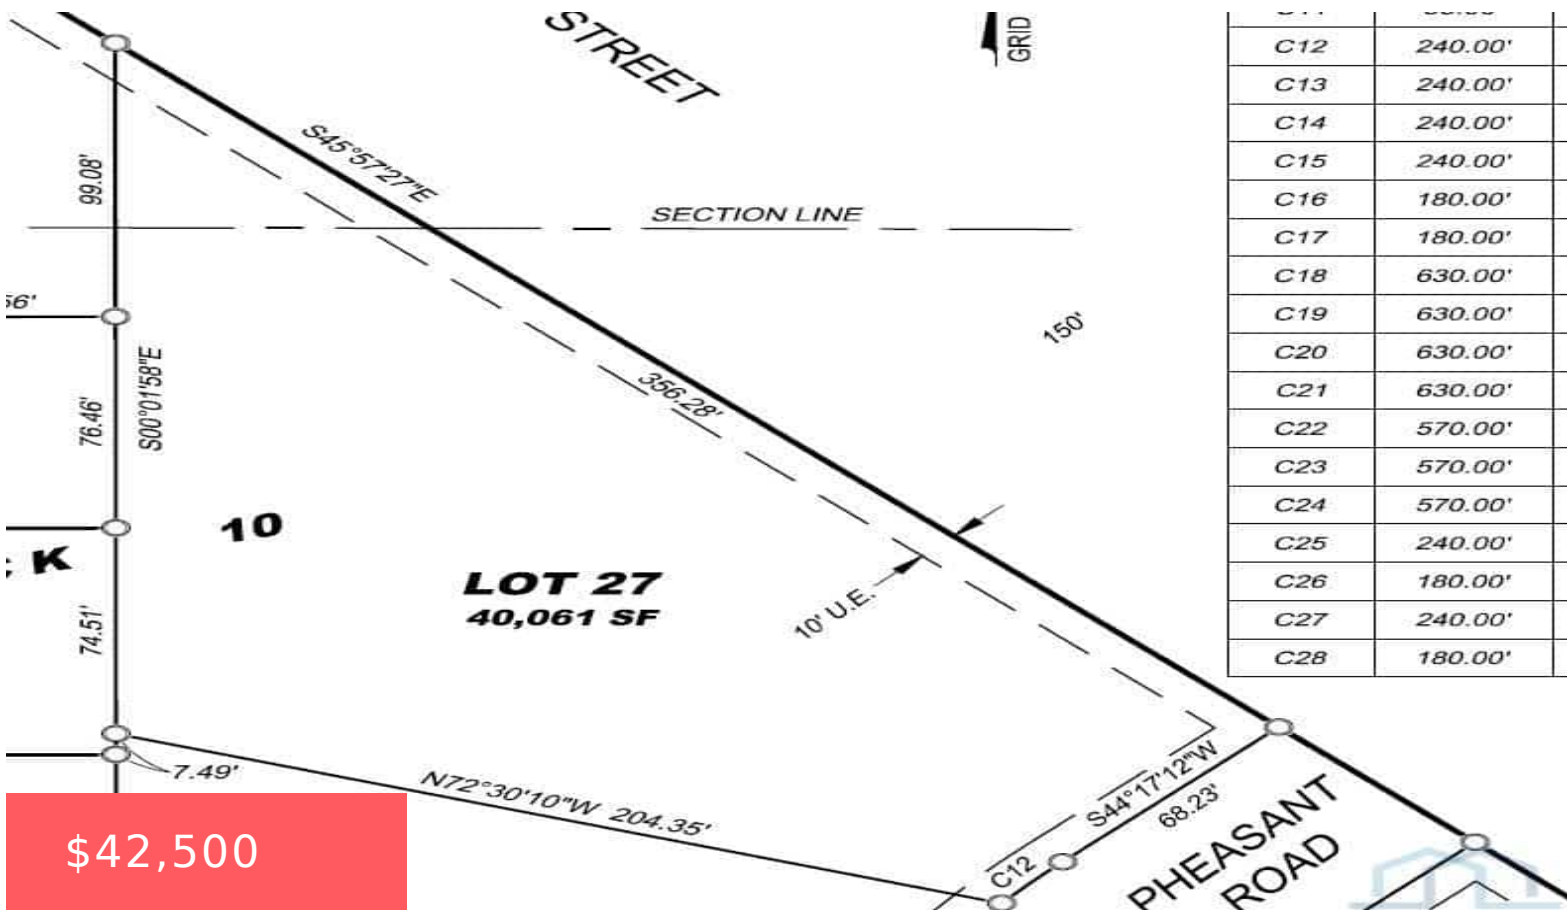 STREET
GRID
S45°57'27"E
99.08'
SECTION LINE
150'
356.28'
S00°01'58"E
76.46'
10
K
LOT 27
40,061 SF
10' U.E.
74.51'
7.49'
N72°30'10"W 204.35'
S44°17'12"W
68.23'
C12
PHEASANT
ROAD
$42,500
C12 240.00'
C13 240.00'
C14 240.00'
C15 240.00'
C16 180.00'
C17 180.00'
C18 630.00'
C19 630.00'
C20 630.00'
C21 630.00'
C22 570.00'
C23 570.00'
C24 570.00'
C25 240.00'
C26 180.00'
C27 240.00'
C28 180.00'